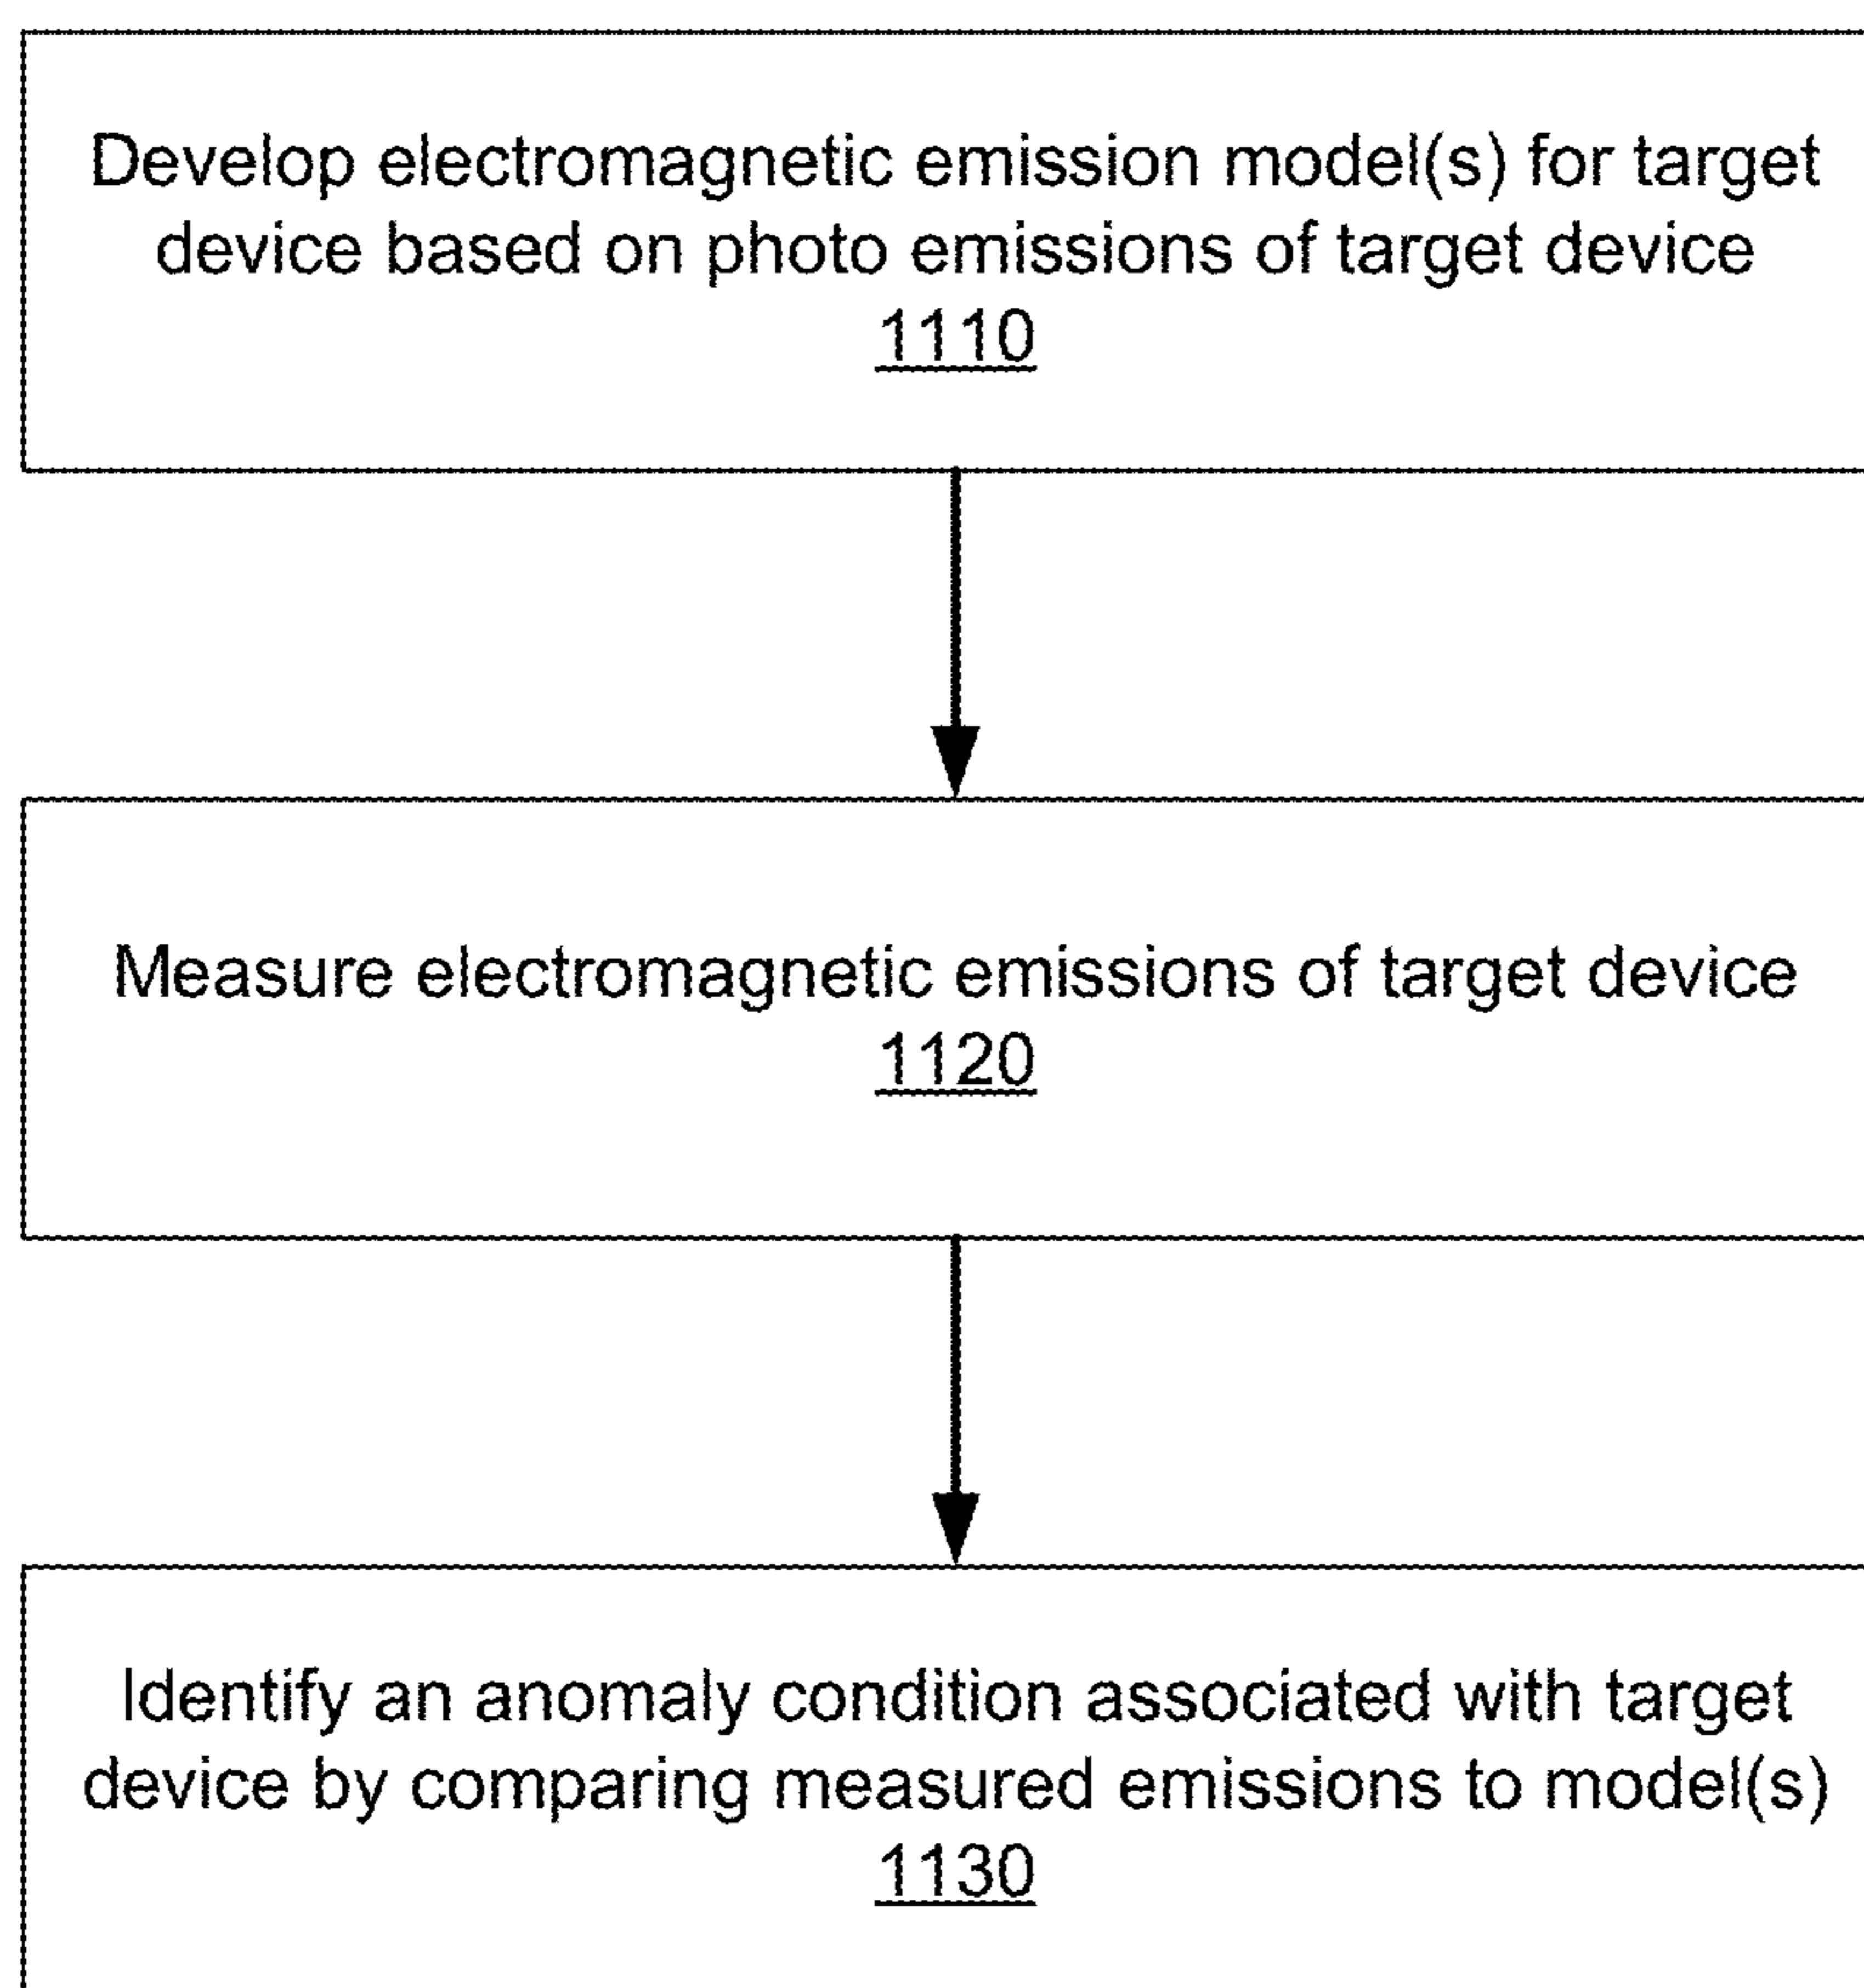 Develop electromagnetic emission model(s) for target
device based on photo emissions of target device
1110
Measure electromagnetic emissions of target device
1120
Identify an anomaly condition associated with target
device by comparing measured emissions to model(s)
1130